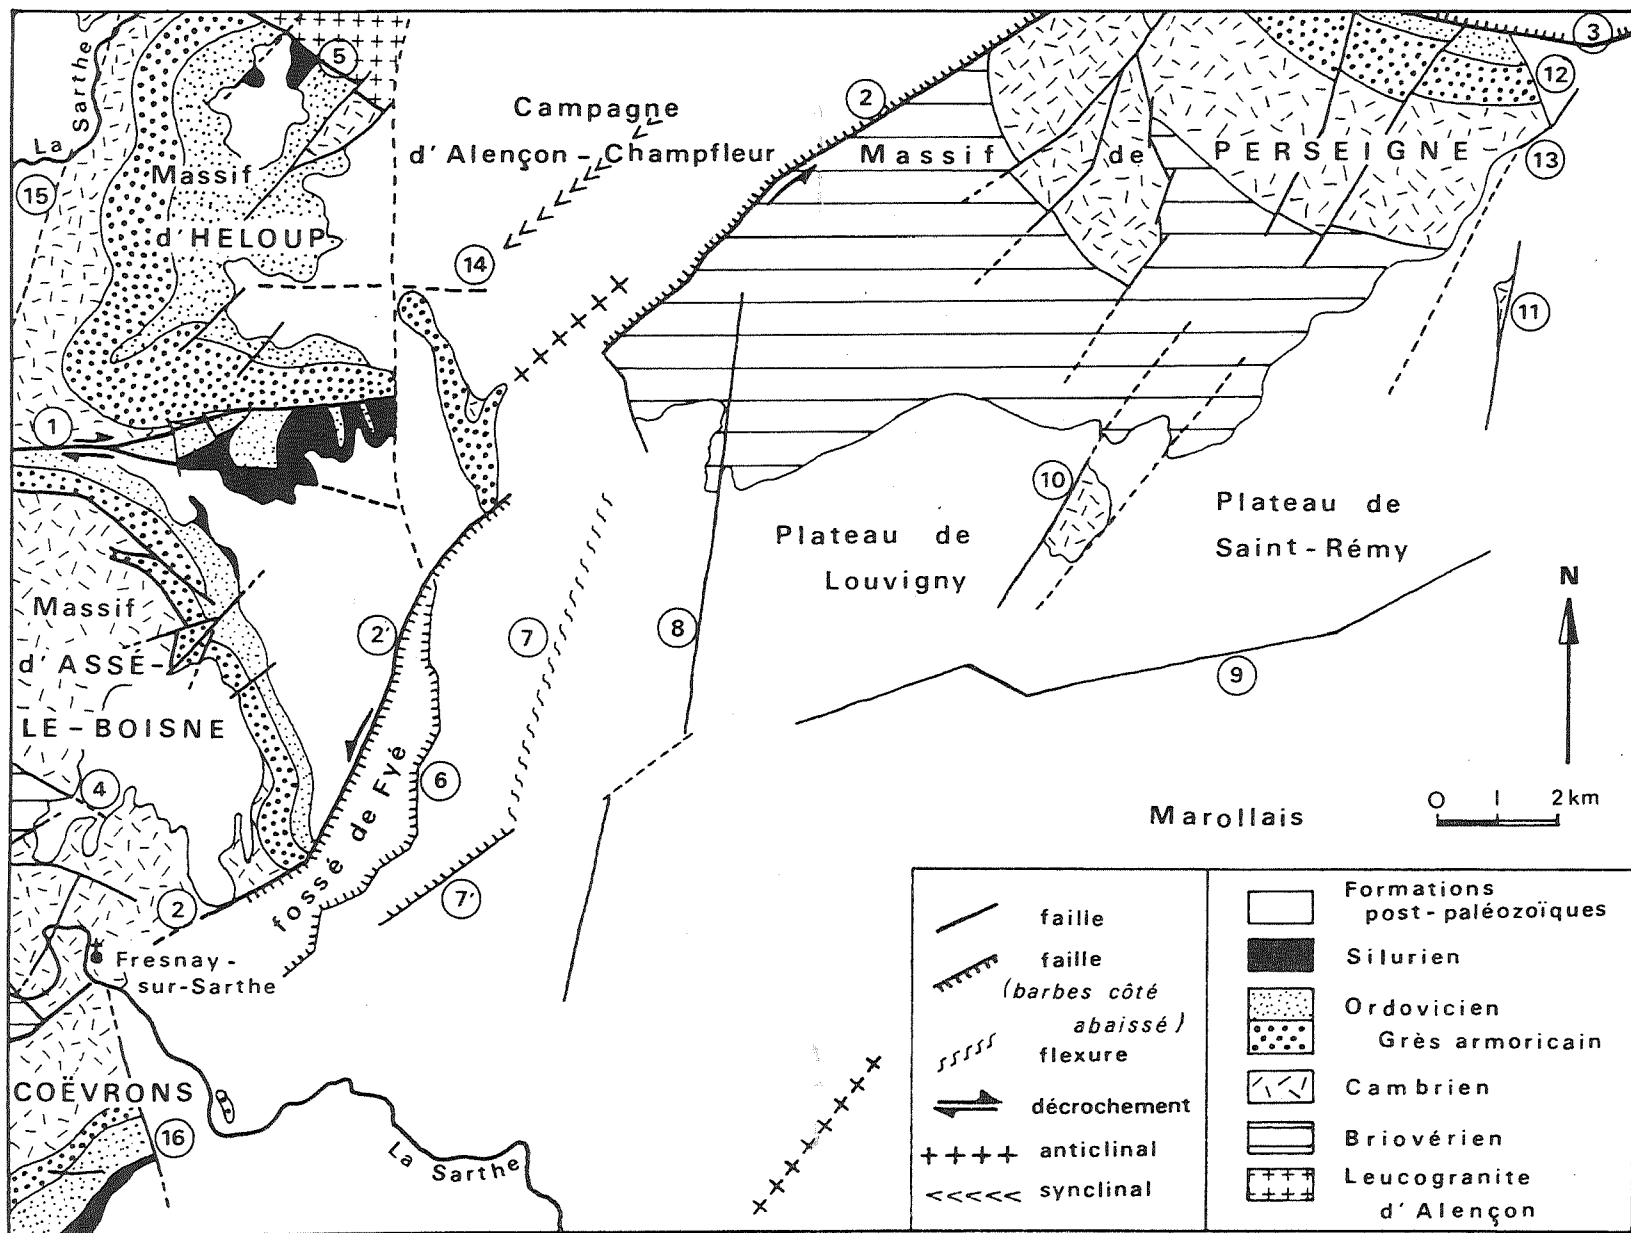 La Sarthe
5
Campagne
d'Alençon - Champfleur
2
3
12
Massif
d'HELOUP
15
Massif de PERSEIGNE
13
14
11
1
10
Plateau de
Louvigny
Plateau de
Saint-Rémy
N
Massif
d'ASSÉ-
LE-BOISNE
2'
7
8
9
fossé de Fyé
6
4
Marollais
O 1 2 km
2
7'
Fresnay-
sur-Sarthe
COËVRONS
16
La Sarthe
faille
faille
(barbes côté
abaissé)
flexure
décrochement
anticlinal
synclinal
Formations
post-paléozoïques
Silurien
Ordovicien
Grès armoricain
Cambrien
Briovérien
Leucogranite
d'Alençon